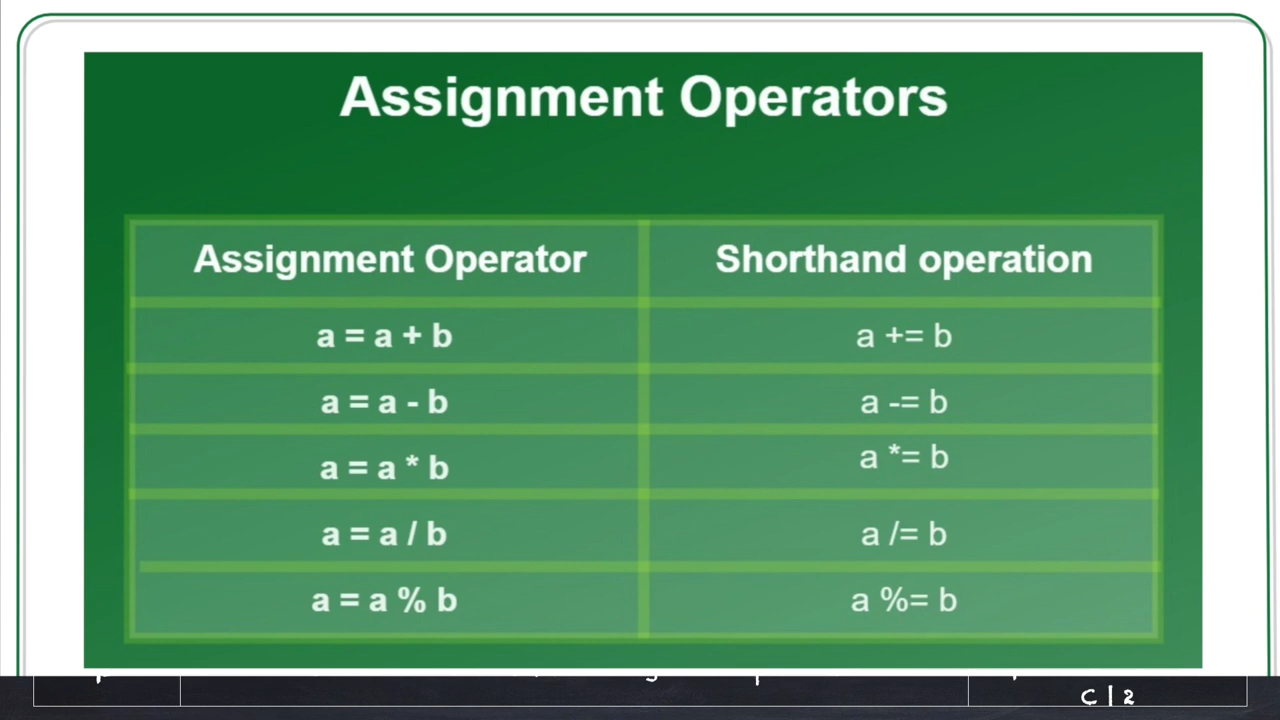 Assignment Operators
Assignment Operator Shorthand operation
a = a + b a += b
a = a - b a -= b
a = a * b a *= b
a = a / b a /= b
a = a % b a %= b
C | 2